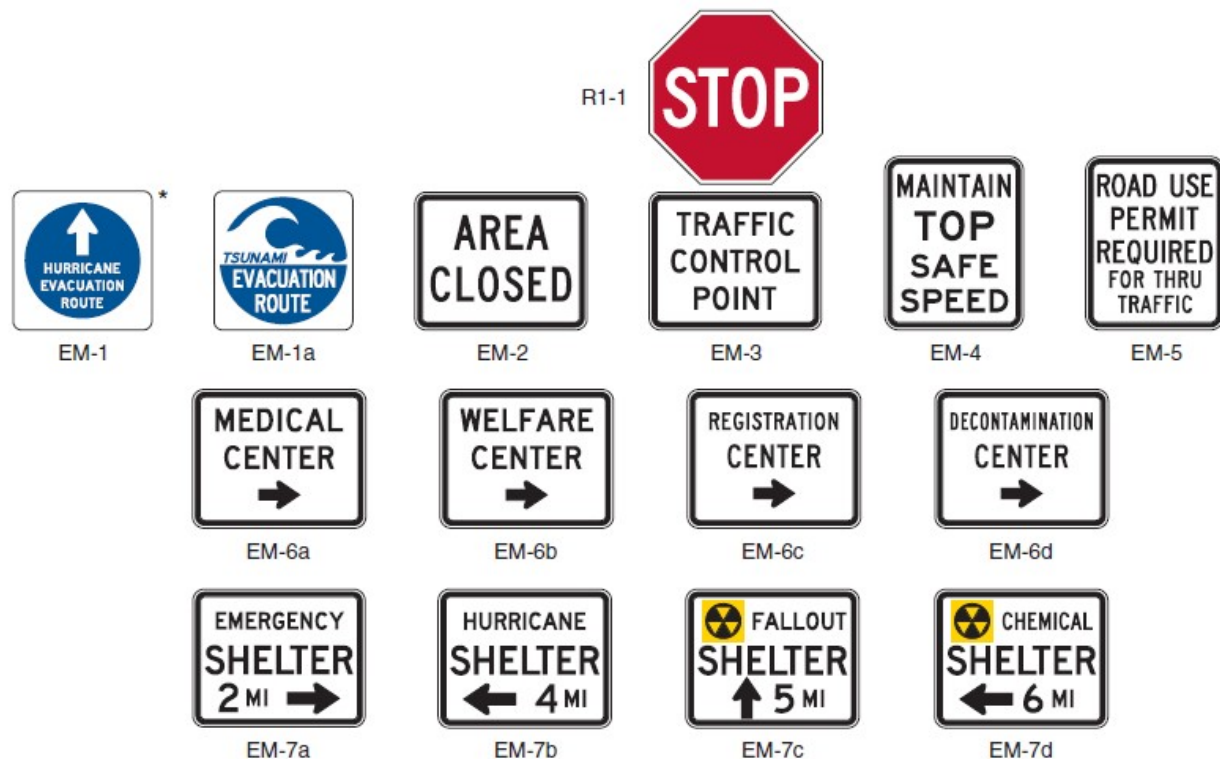 R1-1
STOP
*
HURRICANE
EVACUATION
ROUTE
EM-1
TSUNAMI
EVACUATION
ROUTE
EM-1a
AREA
CLOSED
EM-2
TRAFFIC
CONTROL
POINT
EM-3
MAINTAIN
TOP
SAFE
SPEED
EM-4
ROAD USE
PERMIT
REQUIRED
FOR THRU
TRAFFIC
EM-5
MEDICAL
CENTER
EM-6a
WELFARE
CENTER
EM-6b
REGISTRATION
CENTER
EM-6c
DECONTAMINATION
CENTER
EM-6d
EMERGENCY
SHELTER
2 MI
EM-7a
HURRICANE
SHELTER
4 MI
EM-7b
FALLOUT
SHELTER
5 MI
EM-7c
CHEMICAL
SHELTER
6 MI
EM-7d